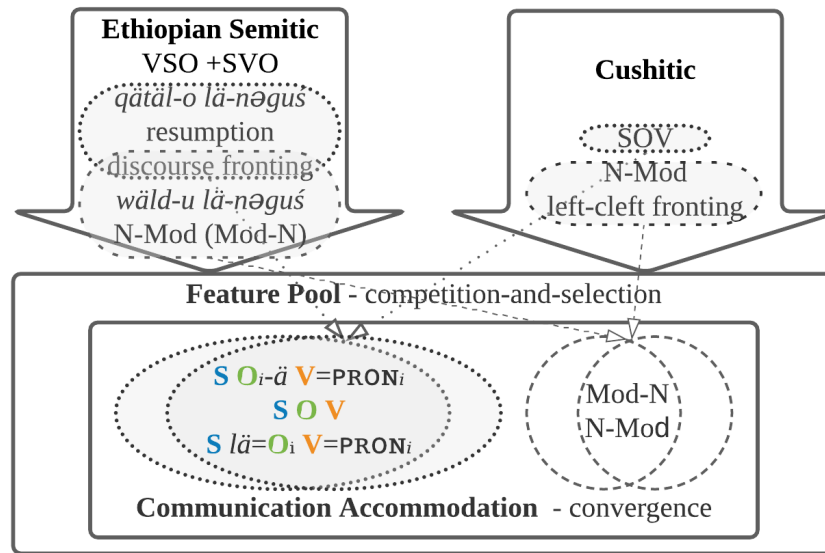 Ethiopian Semitic
VSO +SVO
qätäl-o lä-nəguś
resumption
discourse fronting
wäld-u lä-nəguś
N-Mod (Mod-N)
Cushitic
SOV
N-Mod
left-cleft fronting
Feature Pool - competition-and-selection
S Oᵢ-ä V=PRONᵢ
S O V
S lä=Oᵢ V=PRONᵢ
Mod-N
N-Mod
Communication Accommodation - convergence